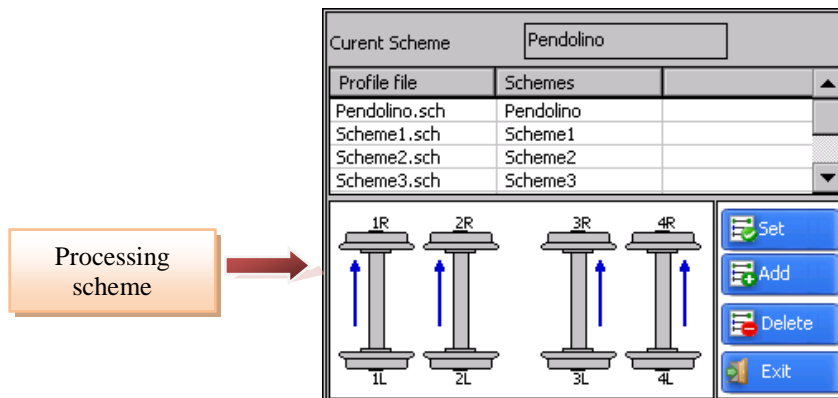 Curent Scheme Pendolino
Profile file Schemes
Pendolino.sch Pendolino
Scheme1.sch Scheme1
Scheme2.sch Scheme2
Scheme3.sch Scheme3
1R 2R 3R 4R
1L 2L 3L 4L
Set
Add
Delete
Exit
Processing
scheme